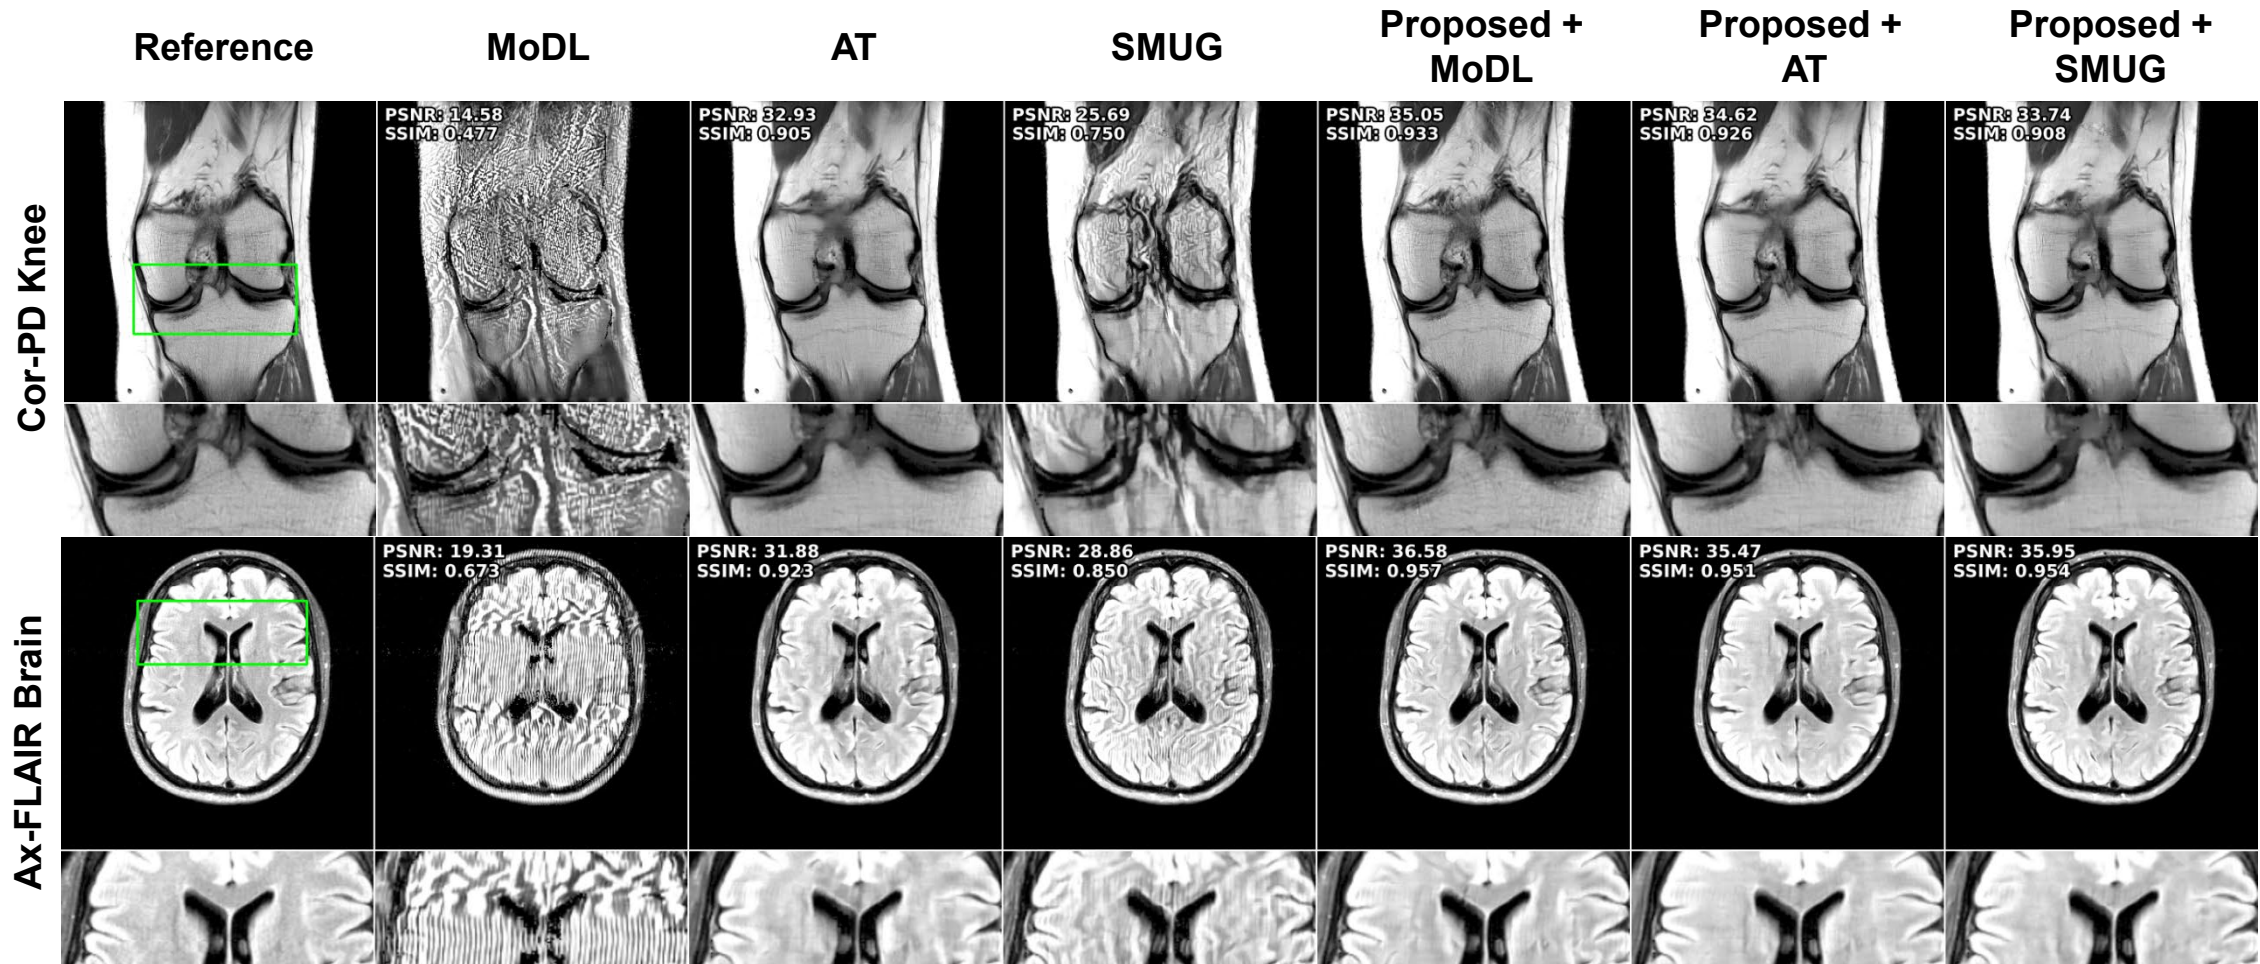 Reference
MoDL
AT
SMUG
Proposed +
MoDL
Proposed +
AT
Proposed +
SMUG
Cor-PD Knee
PSNR: 14.58
SSIM: 0.477
PSNR: 32.93
SSIM: 0.905
PSNR: 25.69
SSIM: 0.750
PSNR: 35.05
SSIM: 0.933
PSNR: 34.62
SSIM: 0.926
PSNR: 33.74
SSIM: 0.908
Ax-FLAIR Brain
PSNR: 19.31
SSIM: 0.673
PSNR: 31.88
SSIM: 0.923
PSNR: 28.86
SSIM: 0.850
PSNR: 36.58
SSIM: 0.957
PSNR: 35.47
SSIM: 0.951
PSNR: 35.95
SSIM: 0.954